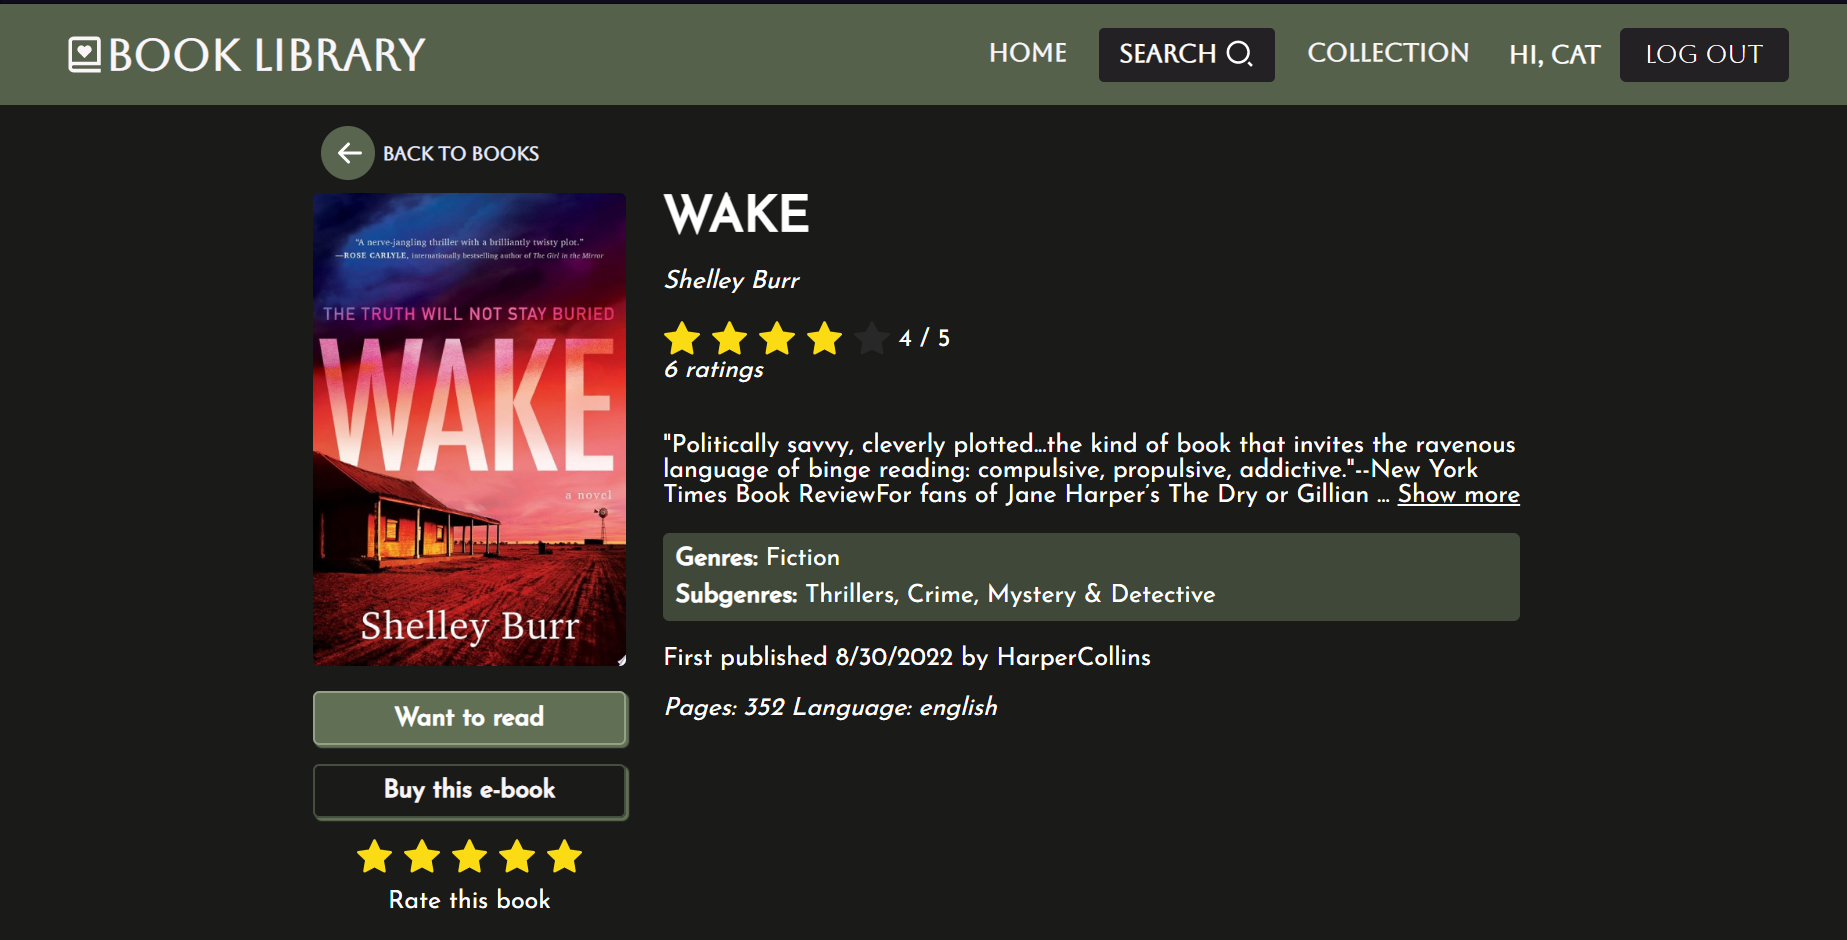 BOOK LIBRARY
HOME
SEARCH
COLLECTION
HI, CAT
LOG OUT
BACK TO BOOKS
"A nerve-jangling thriller with a brilliantly twisty plot."
—ROSE CARLYLE, internationally bestselling author of The Girl in the Mirror
THE TRUTH WILL NOT STAY BURIED
WAKE
a novel
Shelley Burr
Want to read
Buy this e-book
Rate this book
WAKE
Shelley Burr
4 / 5
6 ratings
"Politically savvy, cleverly plotted...the kind of book that invites the ravenous
language of binge reading: compulsive, propulsive, addictive."--New York
Times Book ReviewFor fans of Jane Harper's The Dry or Gillian ... Show more
Genres: Fiction
Subgenres: Thrillers, Crime, Mystery & Detective
First published 8/30/2022 by HarperCollins
Pages: 352 Language: english